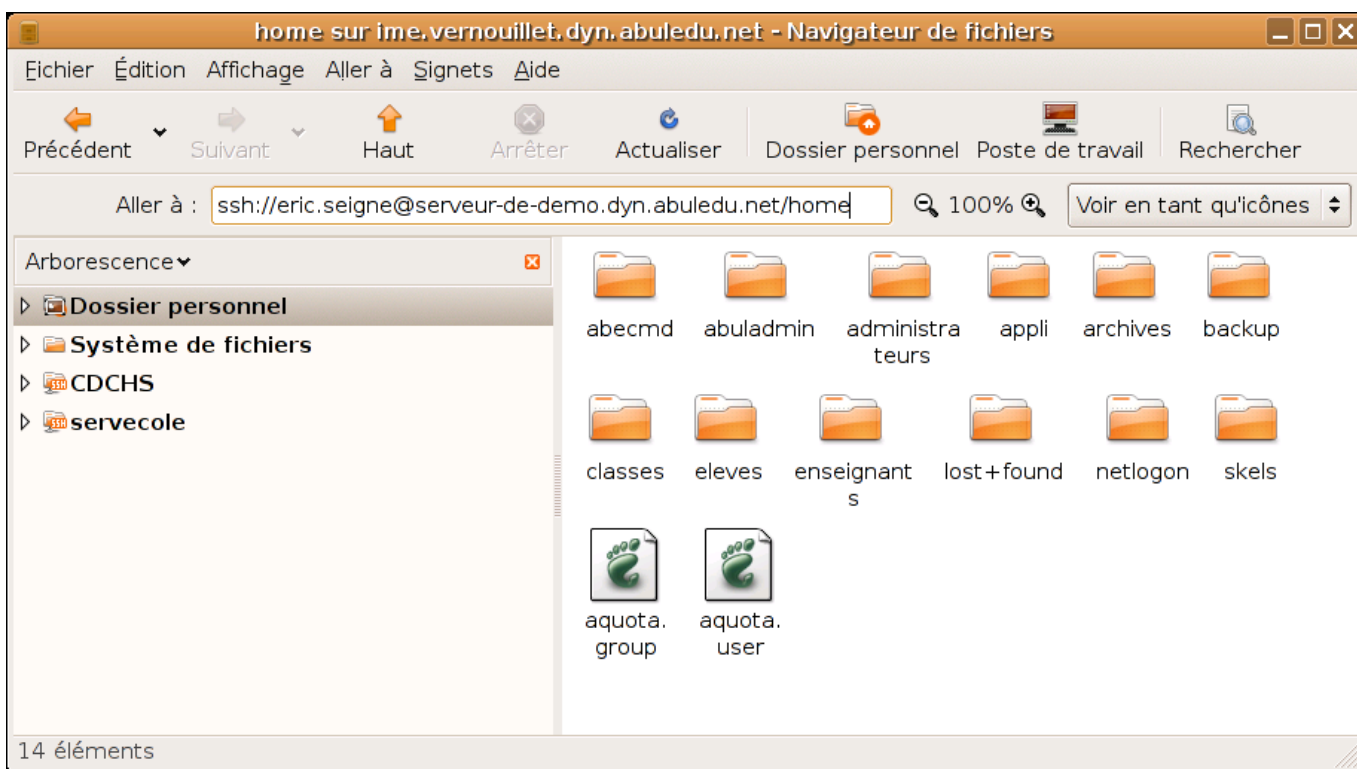 home sur ime.vernouillet.dyn.abuledu.net - Navigateur de fichiers
Fichier Édition Affichage Aller à Signets Aide
Précédent Suivant Haut Arrêter Actualiser Dossier personnel Poste de travail Rechercher
Aller à : ssh://eric.seigne@serveur-de-demo.dyn.abuledu.net/home 100% Voir en tant qu'icônes
Arborescence
Dossier personnel
Système de fichiers
SSH CDCHS
SSH servecole
abecmd abuladmin administra appli archives backup
teurs
classes eleves enseignant lost+found netlogon skels
s
aquota. aquota.
group user
14 éléments